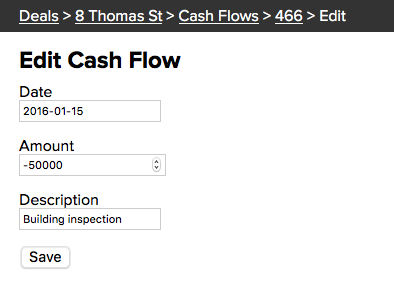 Deals > 8 Thomas St > Cash Flows > 466 > Edit
Edit Cash Flow
Date
2016-01-15
Amount
-50000
Description
Building inspection
Save